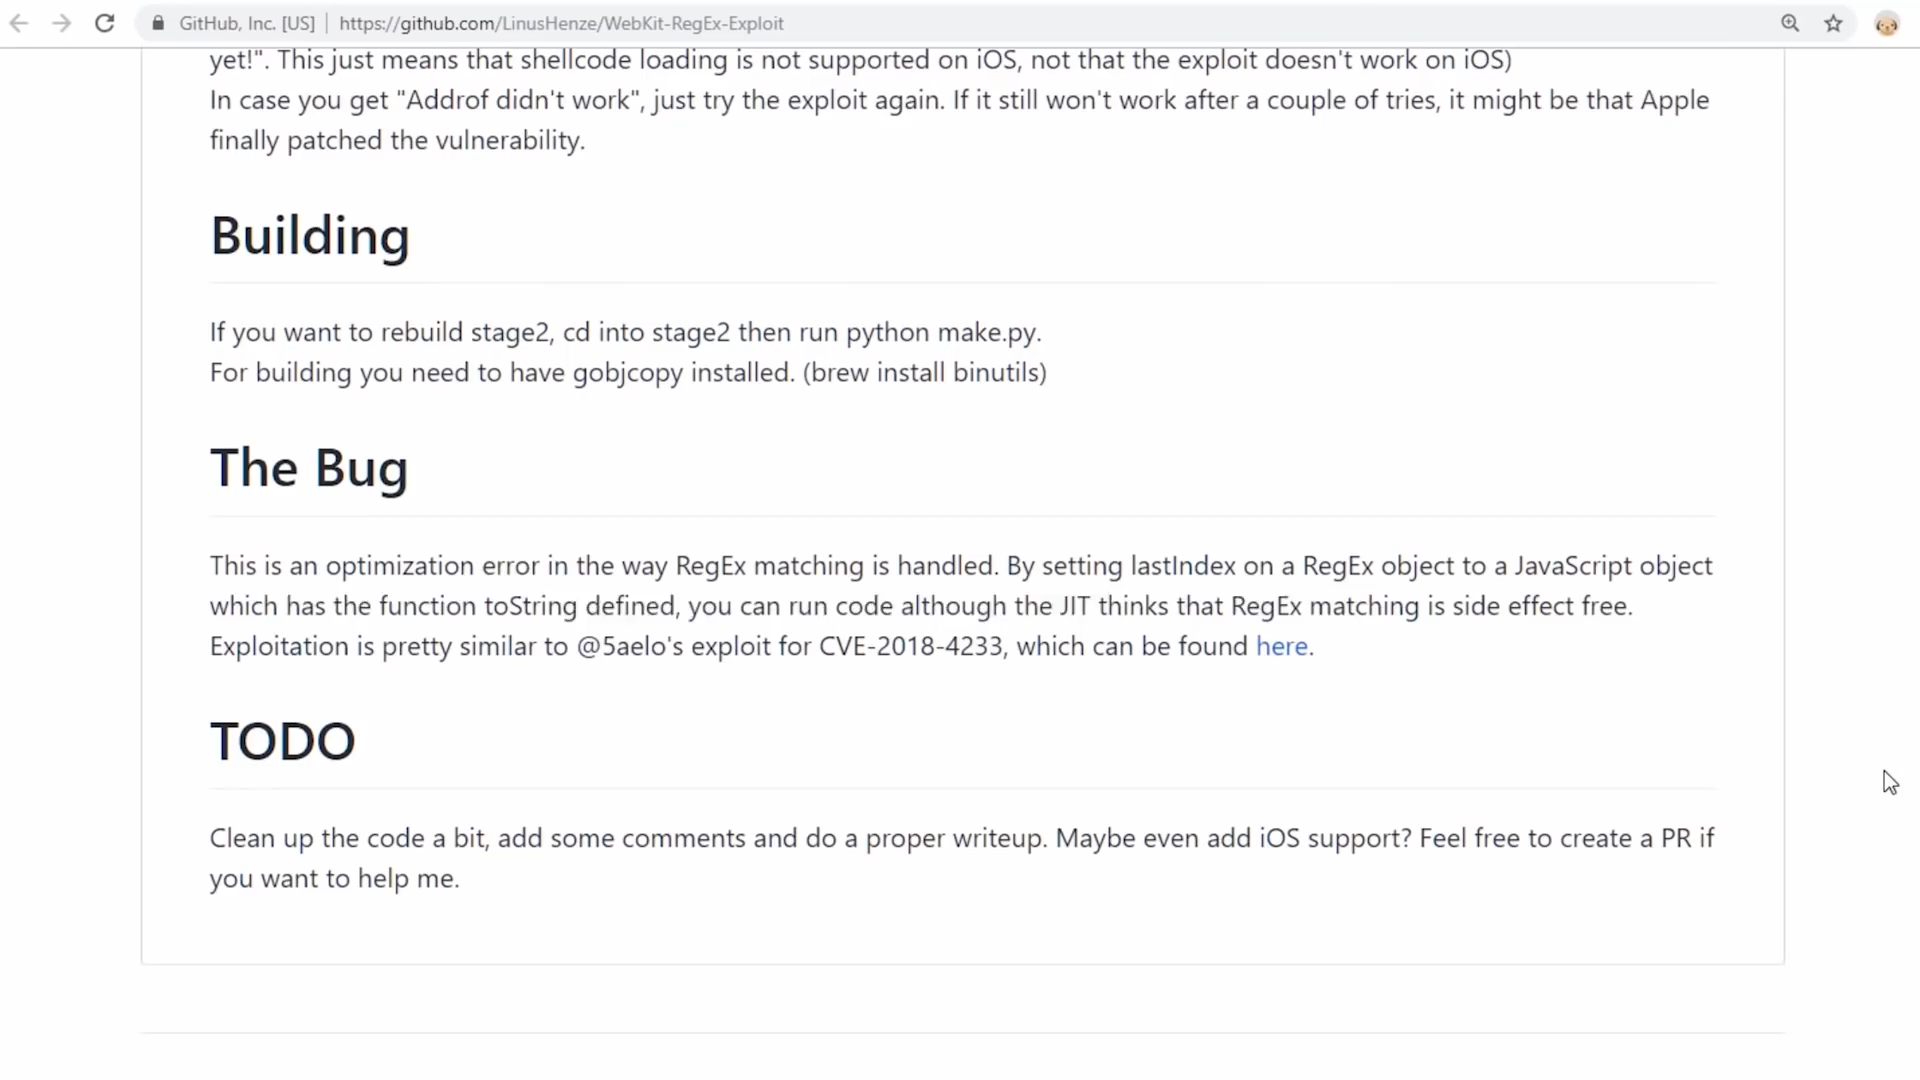 GitHub, Inc. [US] | https://github.com/LinusHenze/WebKit-RegEx-Exploit
yet!". This just means that shellcode loading is not supported on iOS, not that the exploit doesn't work on iOS)
In case you get "Addrof didn't work", just try the exploit again. If it still won't work after a couple of tries, it might be that Apple
finally patched the vulnerability.
Building
If you want to rebuild stage2, cd into stage2 then run python make.py.
For building you need to have gobjcopy installed. (brew install binutils)
The Bug
This is an optimization error in the way RegEx matching is handled. By setting lastIndex on a RegEx object to a JavaScript object
which has the function toString defined, you can run code although the JIT thinks that RegEx matching is side effect free.
Exploitation is pretty similar to @5aelo's exploit for CVE-2018-4233, which can be found here.
TODO
Clean up the code a bit, add some comments and do a proper writeup. Maybe even add iOS support? Feel free to create a PR if
you want to help me.